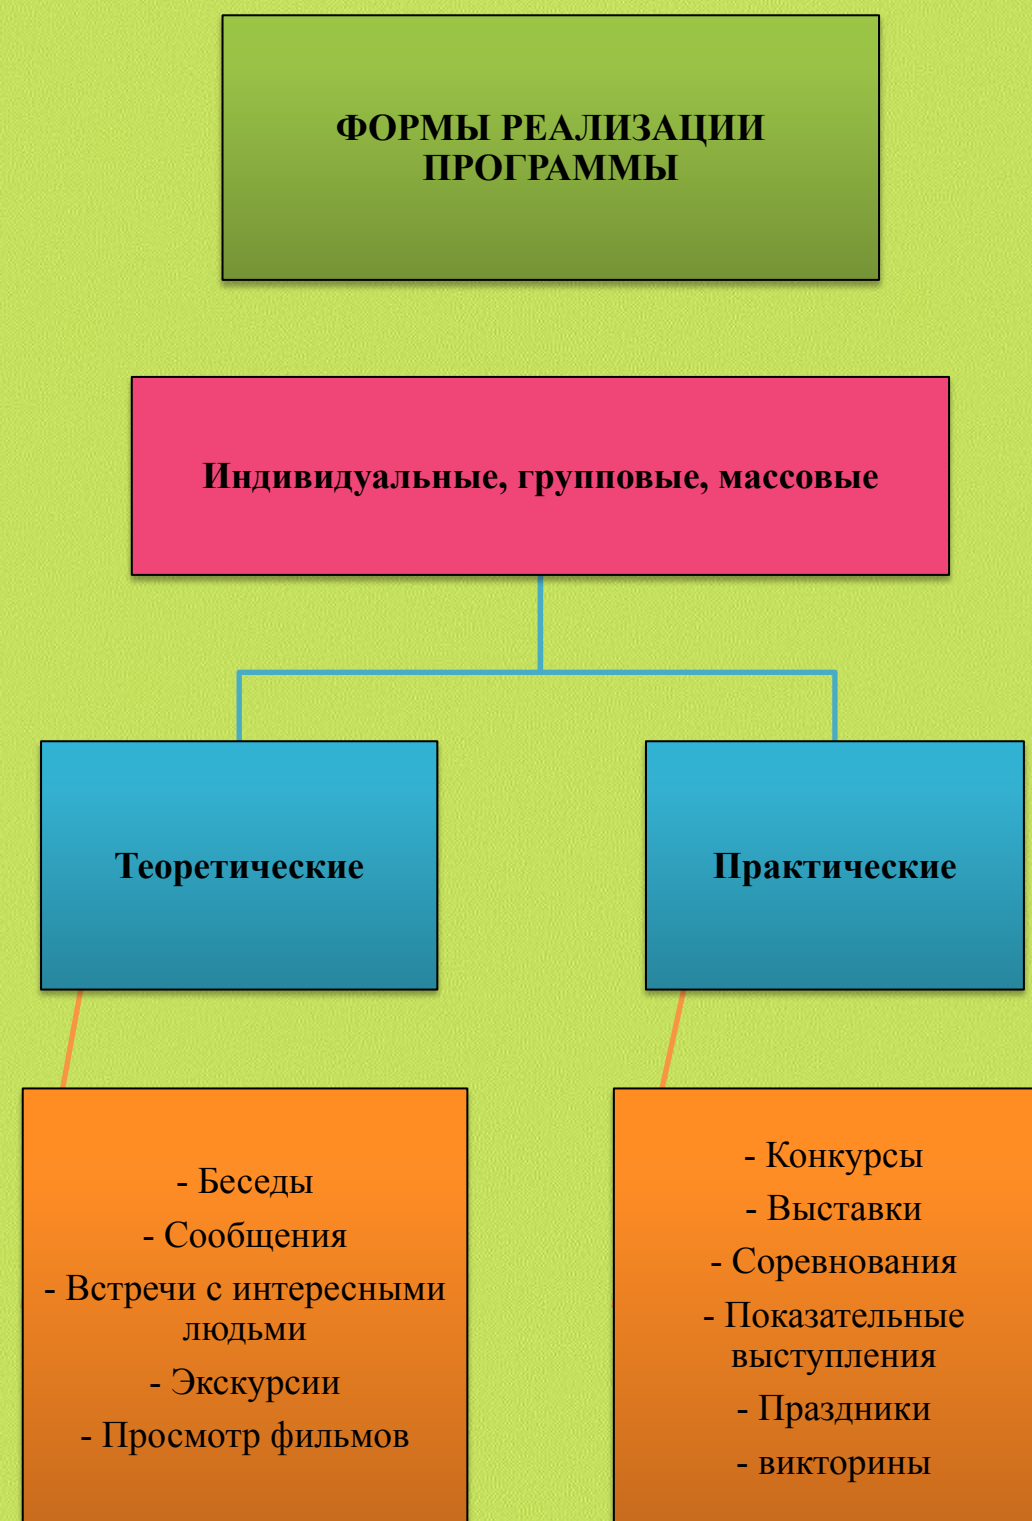 ФОРМЫ РЕАЛИЗАЦИИ
ПРОГРАММЫ
Индивидуальные, групповые, массовые
Теоретические
Практические
- Беседы
- Сообщения
- Встречи с интересными
людьми
- Экскурсии
- Просмотр фильмов
- Конкурсы
- Выставки
- Соревнования
- Показательные
выступления
- Праздники
- викторины